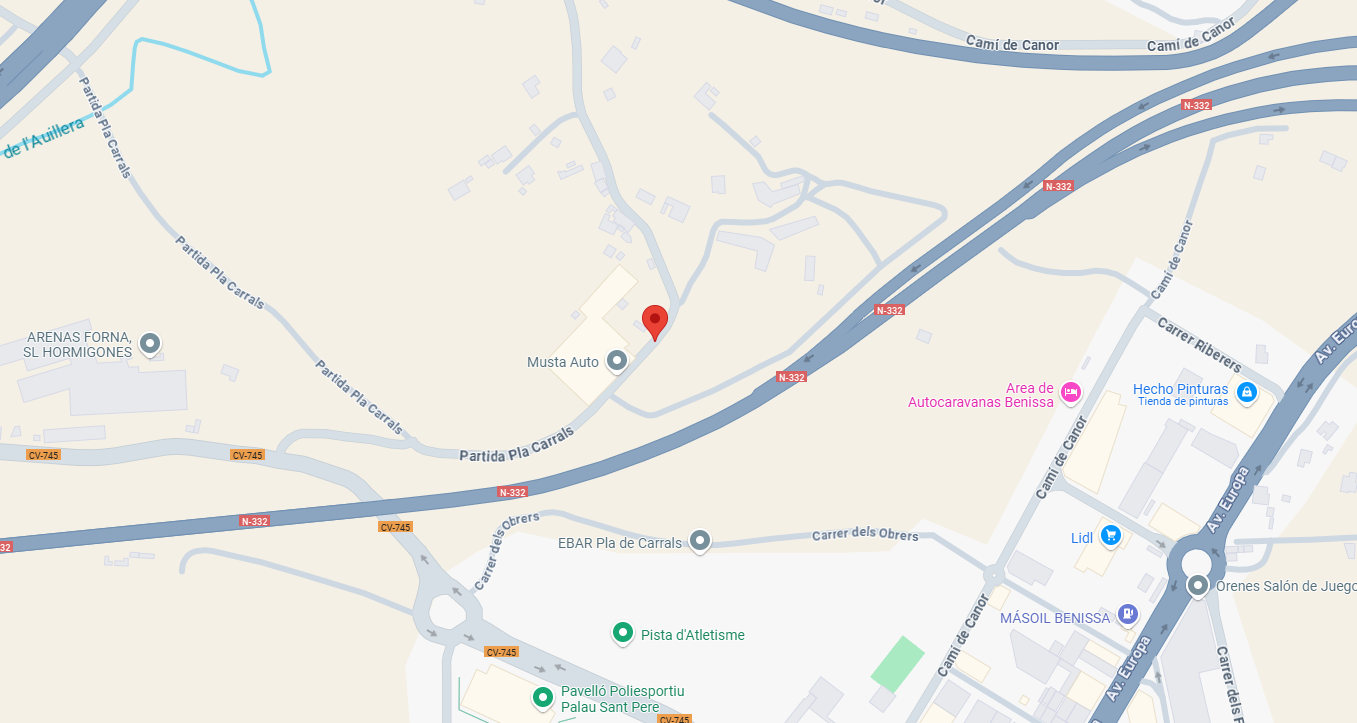 Camí de Canor
Camí de Canor
N-332
de l'Auillera
Partida Pla Carrals
N-332
Partida Pla Carrals
Camí de Canor
N-332
ARENAS FORNA,
SL HORMIGONES
Musta Auto
Carrer Riberers
Av. Euro
N-332
Partida Pla Carrals
Area de
Autocaravanas Benissa
Hecho Pinturas
Tienda de pinturas
Partida Pla Carrals
CV-745
CV-745
Camí de Canor
N-332
Av. Europa
N-332
CV-745
32
Carrer dels Obrers
EBAR Pla de Carrals
Carrer dels Obrers
Lidl
Orenes Salón de Juego
MÁSOIL BENISSA
Pista d'Atletisme
Camí de Canor
CV-745
Av. Europa
Pavelló Poliesportiu
Palau Sant Pere
Carrer dels
CV-745